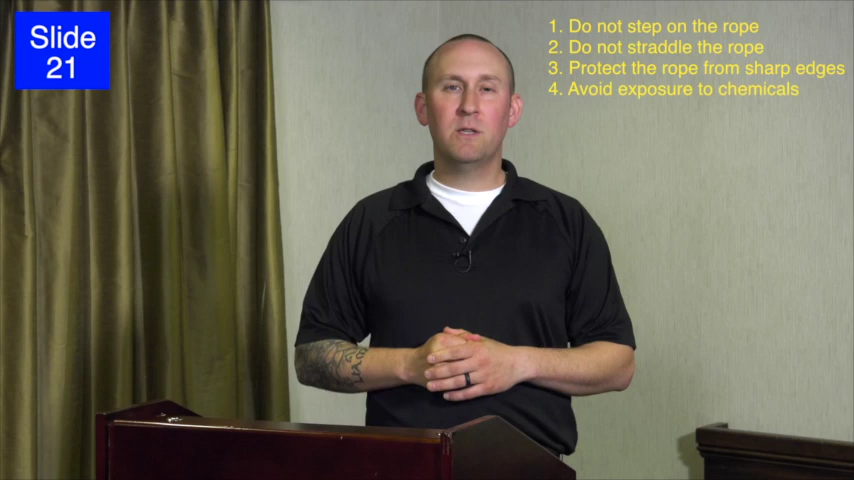 Slide
21
1. Do not step on the rope
2. Do not straddle the rope
3. Protect the rope from sharp edges
4. Avoid exposure to chemicals